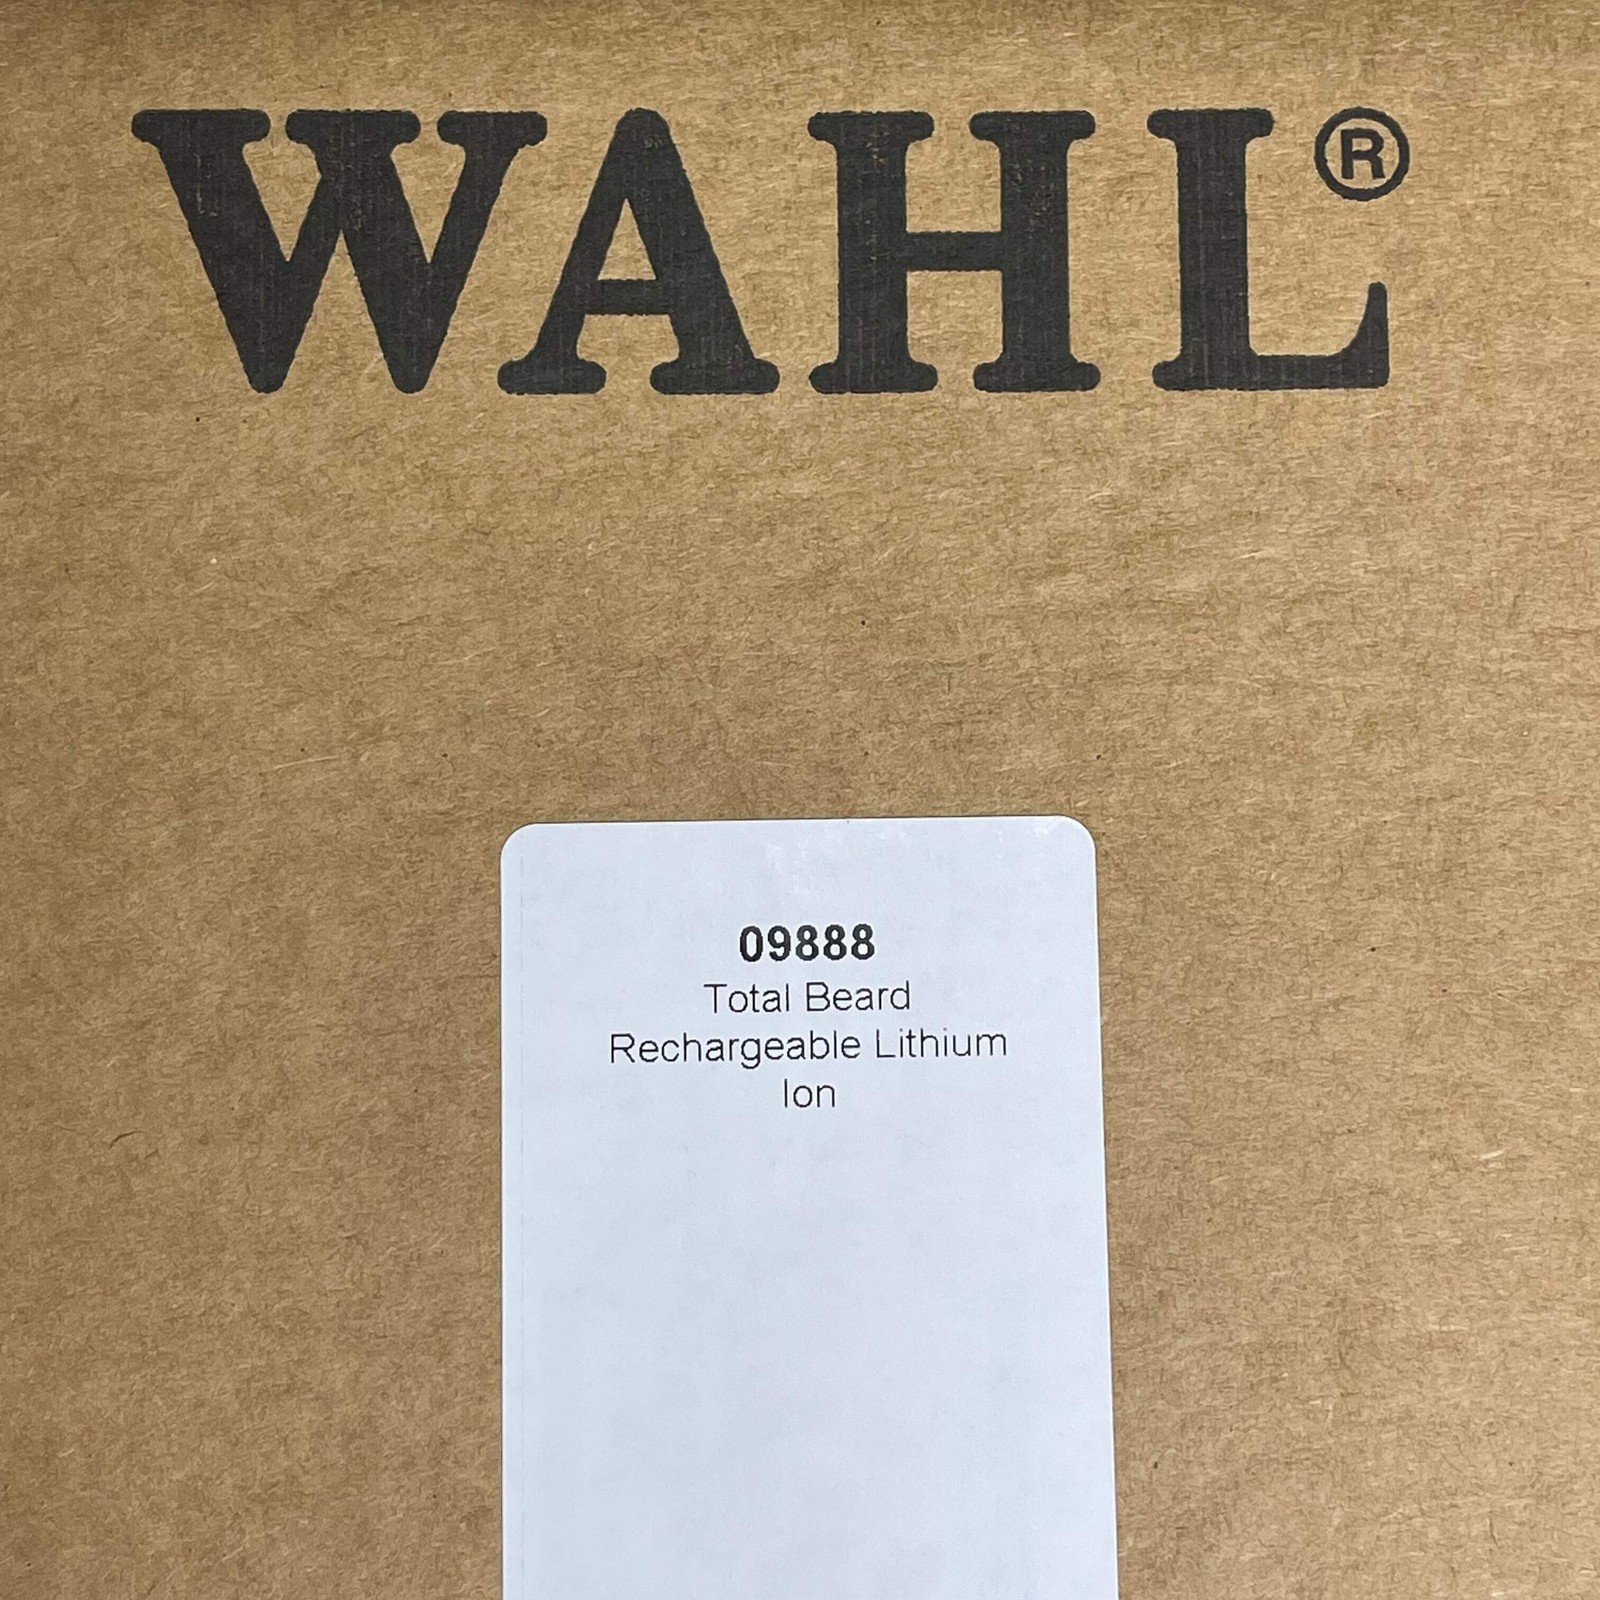 WAHL®
09888
Total Beard
Rechargeable Lithium
Ion